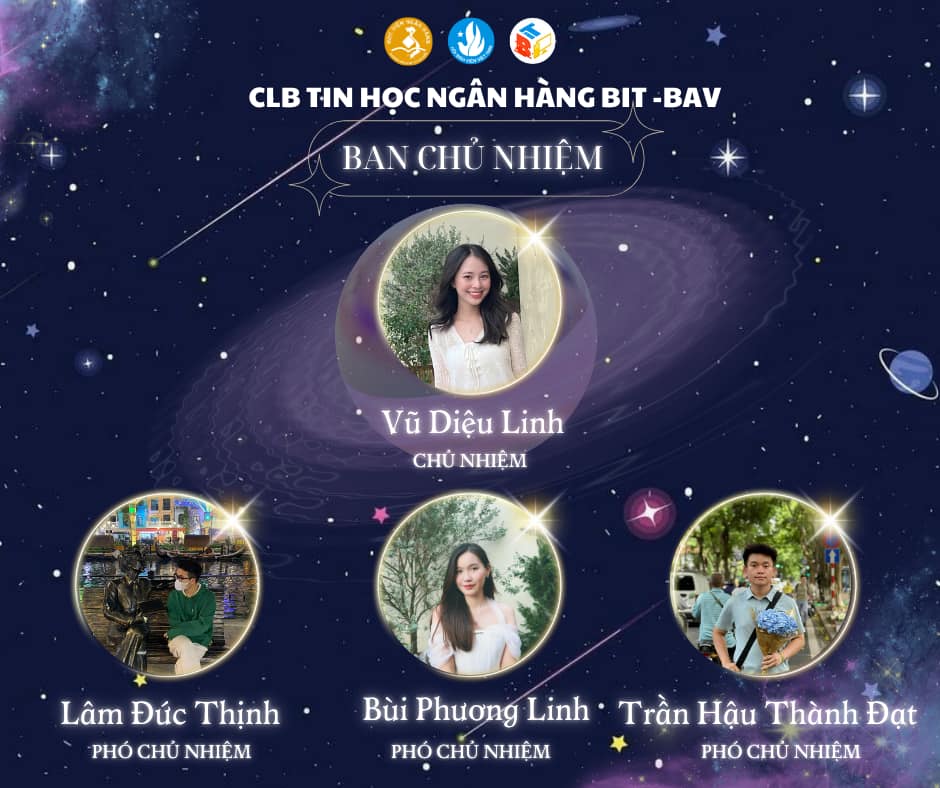 CLB TIN HỌC NGÂN HÀNG BIT -BAV
BAN CHỦ NHIỆM
Vũ Diệu Linh
CHỦ NHIỆM
Lâm Đức Thịnh
PHÓ CHỦ NHIỆM
Bùi Phương Linh
PHÓ CHỦ NHIỆM
Trần Hậu Thành Đạt
PHÓ CHỦ NHIỆM